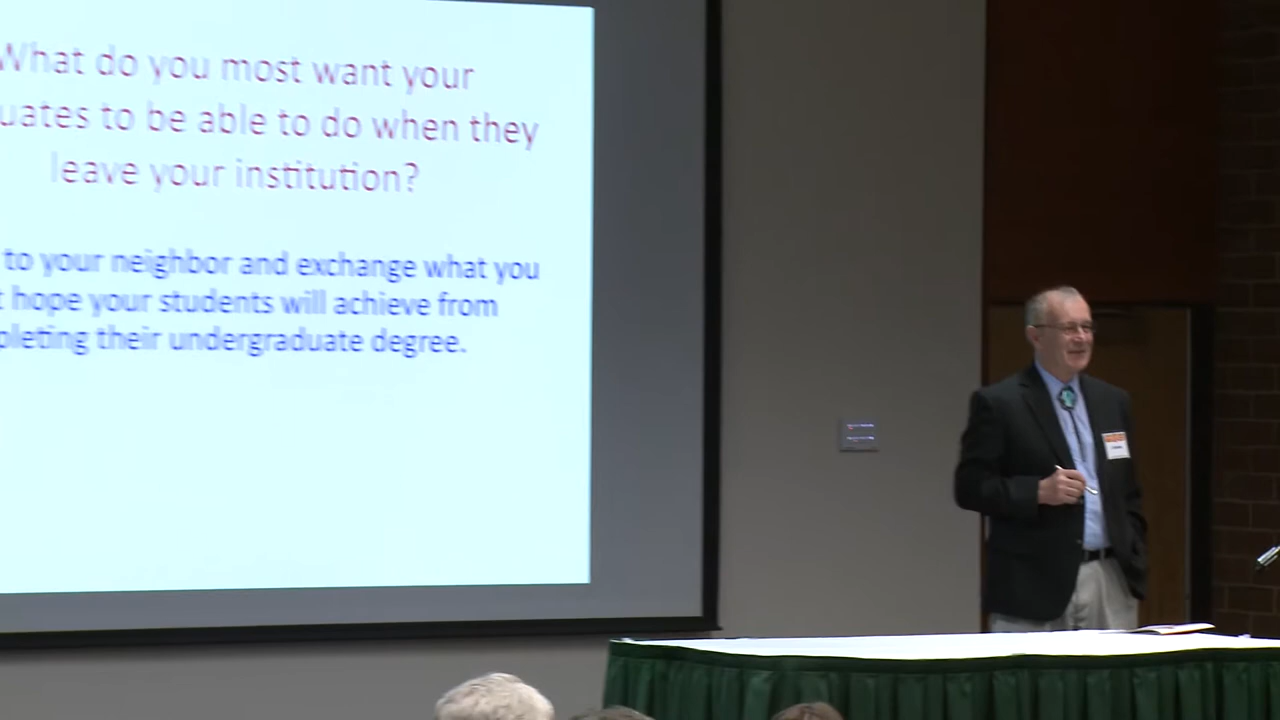 What do you most want your
uates to be able to do when they
leave your institution?
to your neighbor and exchange what you
t hope your students will achieve from
pleting their undergraduate degree.